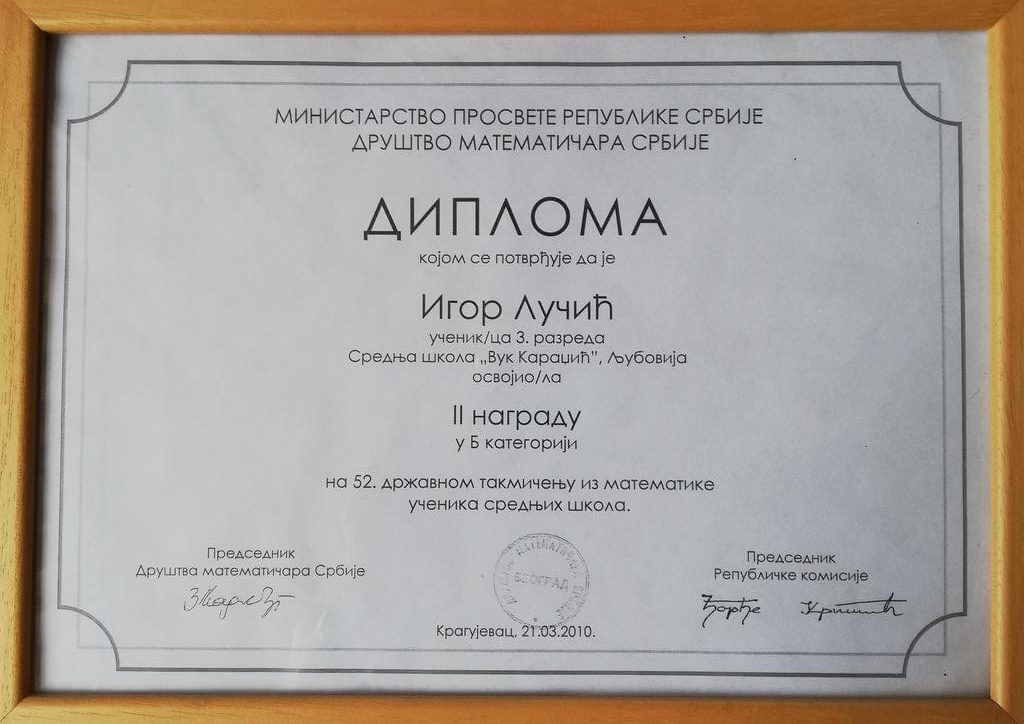 МИНИСТАРСТВО ПРОСВЕТЕ РЕПУБЛИКЕ СРБИЈЕ
ДРУШТВО МАТЕМАТИЧАРА СРБИЈЕ
ДИПЛОМА
којом се потврђује да је
Игор Лучић
ученик/ца 3. разреда
Средња школа „Вук Караџић”, Љубовија
освојио/ла
II награду
у Б категорији
на 52. државном такмичењу из математике
ученика средњих школа.
Председник
Друштва математичара Србије
БЕОГРАД
Председник
Републичке комисије
Ђорђе
Крагујевац, 21.03.2010.